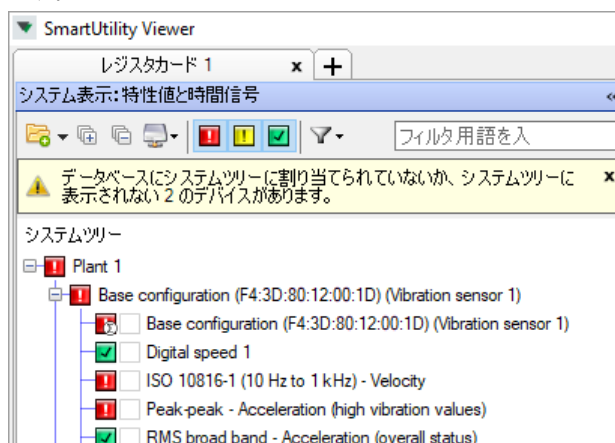 SmartUtility Viewer
レジスタカード 1 x +
システム表示:特性値と時間信号 «
フィルタ用語を入
データベースにシステムツリーに割り当てられていないか、システムツリーに x
表示されない 2 のデバイスがあります。
システムツリー
Plant 1
Base configuration (F4:3D:80:12:00:1D) (Vibration sensor 1)
Base configuration (F4:3D:80:12:00:1D) (Vibration sensor 1)
Digital speed 1
ISO 10816-1 (10 Hz to 1 kHz) - Velocity
Peak-peak - Acceleration (high vibration values)
RMS broad band - Acceleration (overall status)